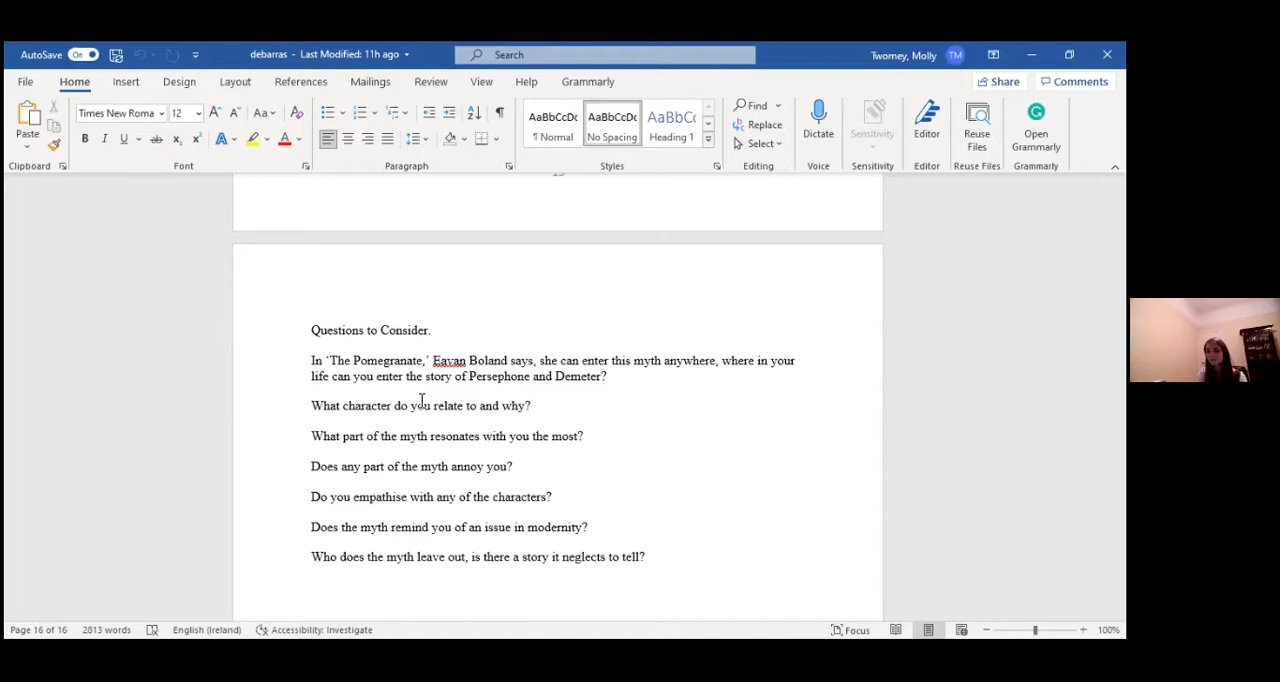 AutoSave On debarras - Last Modified: 11h ago Search Twomey, Molly TM
File Home Insert Design Layout References Mailings Review View Help Grammarly Share Comments
Times New Roma 12 A A Aa A AaBbCcDc AaBbCcDc AaBbCc Find
Paste B I U ab x₂ x² A A ¶ Normal No Spacing Heading 1 Replace Dictate Sensitivity Editor Reuse Files Open Grammarly
Select
Clipboard Font Paragraph Styles Editing Voice Sensitivity Editor Reuse Files Grammarly
Questions to Consider.
In ‘The Pomegranate,’ Eavan Boland says, she can enter this myth anywhere, where in your
life can you enter the story of Persephone and Demeter?
What character do you relate to and why?
What part of the myth resonates with you the most?
Does any part of the myth annoy you?
Do you empathise with any of the characters?
Does the myth remind you of an issue in modernity?
Who does the myth leave out, is there a story it neglects to tell?
Page 16 of 16 2813 words English (Ireland) Accessibility: Investigate Focus 100%